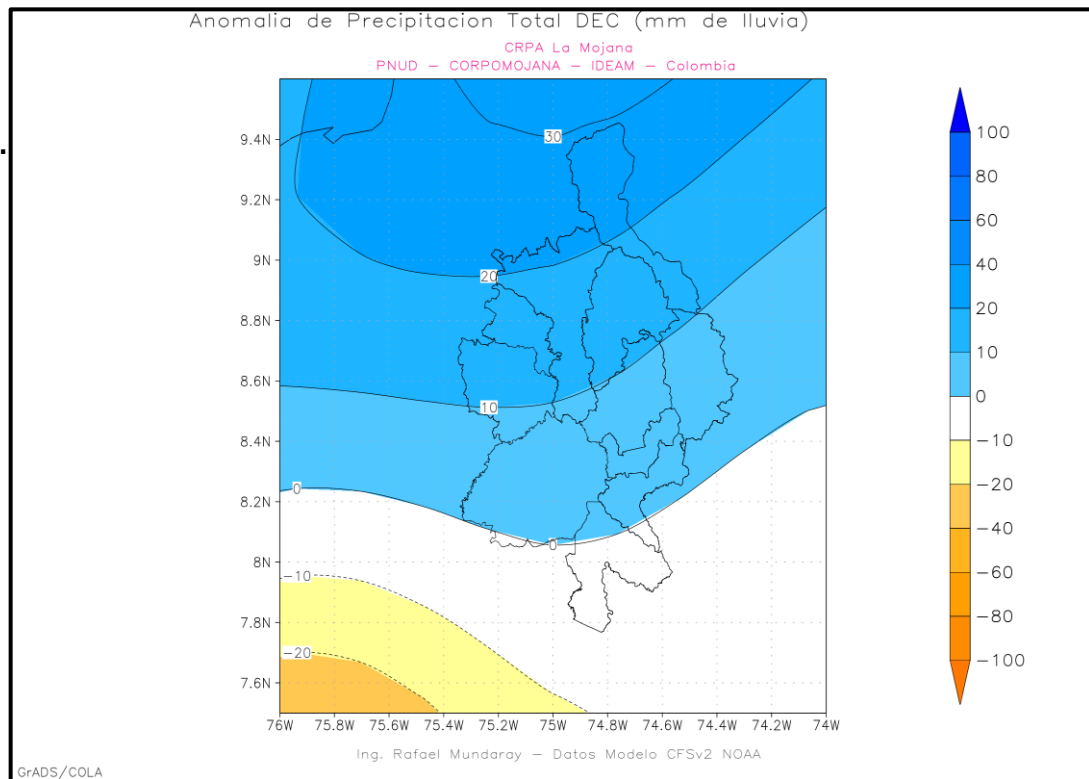 Anomalia de Precipitacion Total DEC (mm de lluvia)
CRPA La Mojana
PNUD – CORPOMOJANA – IDEAM – Colombia
9.4N
9.2N
9N
8.8N
8.6N
8.4N
8.2N
8N
7.8N
7.6N
30
20
10
0
0
−10
−20
76W 75.8W 75.6W 75.4W 75.2W 75W 74.8W 74.6W 74.4W 74.2W 74W
100
80
60
40
20
10
0
−10
−20
−40
−60
−80
−100
Ing. Rafael Mundaray – Datos Modelo CFSv2 NOAA
GrADS/COLA